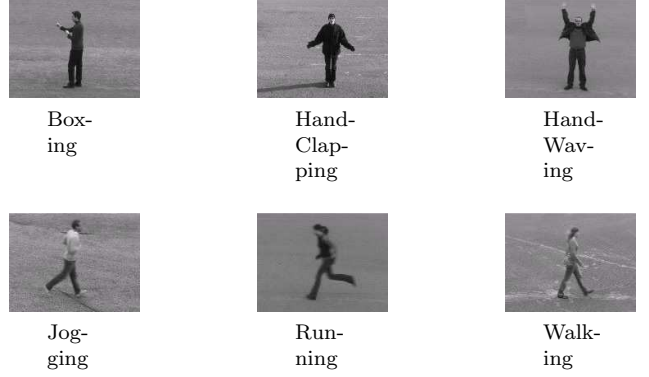 Box-
ing
Hand-
Clap-
ping
Hand-
Wav-
ing
Jog-
ging
Run-
ning
Walk-
ing